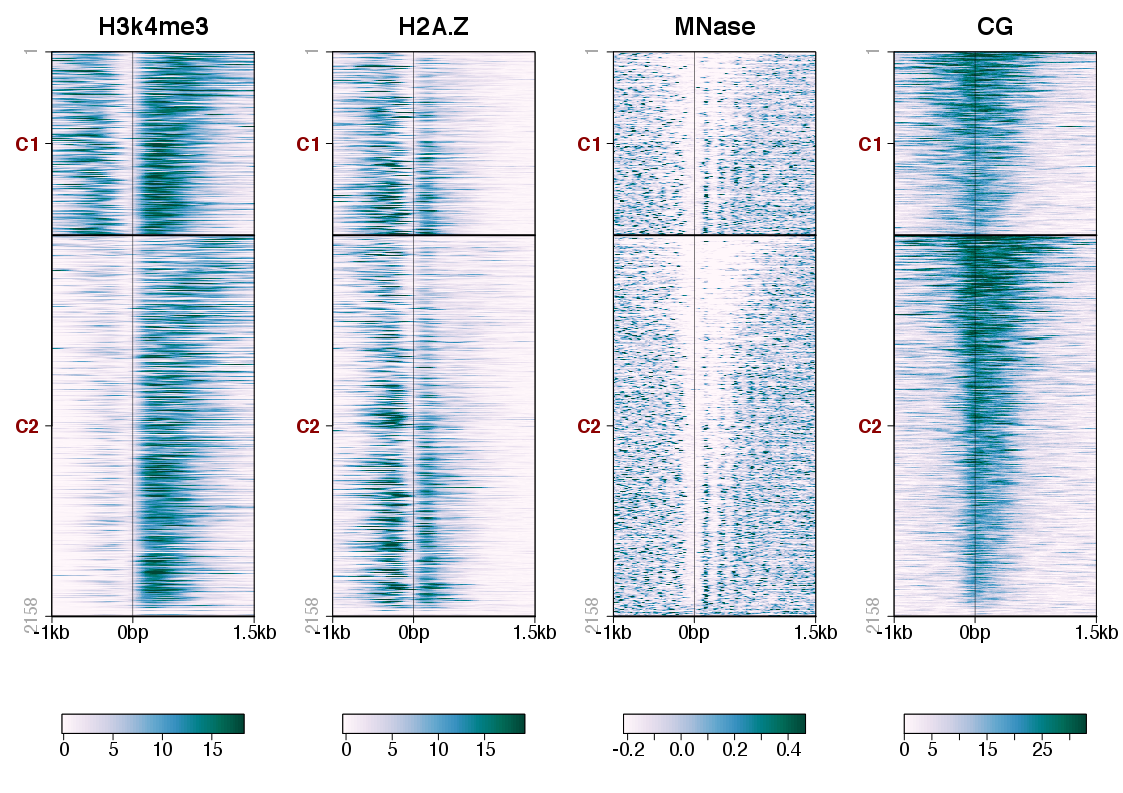 H3k4me3 H2A.Z MNase CG
1 1 1 1
C1 C1 C1 C1
C2 C2 C2 C2
2158 2158 2158 2158
-1kb 0bp 1.5kb -1kb 0bp 1.5kb -1kb 0bp 1.5kb -1kb 0bp 1.5kb
0 5 10 15 0 5 10 15 -0.2 0.0 0.2 0.4 0 5 15 25